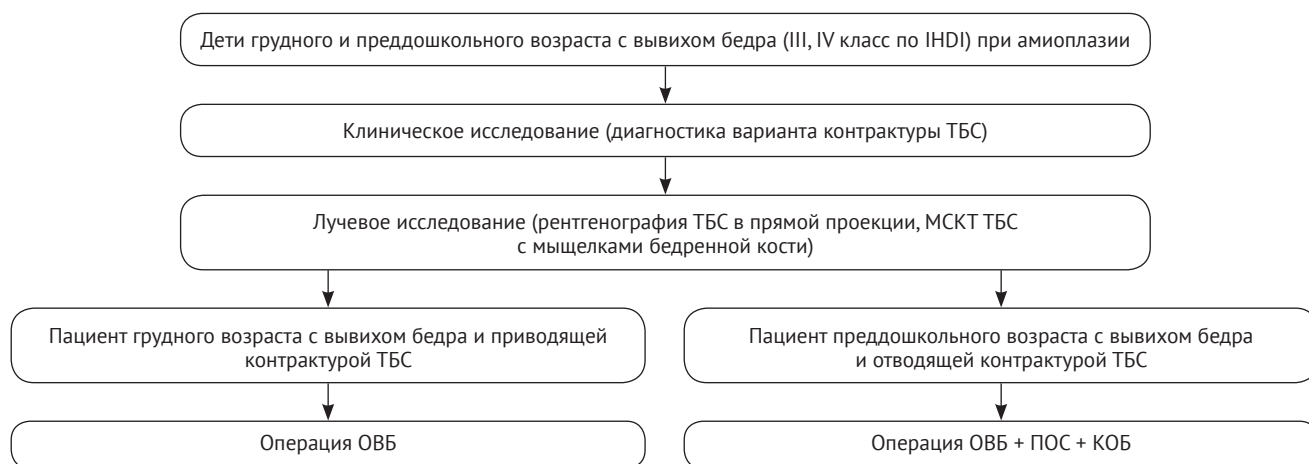 Дети грудного и преддошкольного возраста с вывихом бедра (III, IV класс по IHDI) при амиоплазии
Клиническое исследование (диагностика варианта контрактуры ТБС)
Лучевое исследование (рентгенография ТБС в прямой проекции, МСКТ ТБС
с мыщелками бедренной кости)
Пациент грудного возраста с вывихом бедра и приводящей
контрактурой ТБС
Пациент преддошкольного возраста с вывихом бедра
и отводящей контрактурой ТБС
Операция ОВБ
Операция ОВБ + ПОС + КОБ